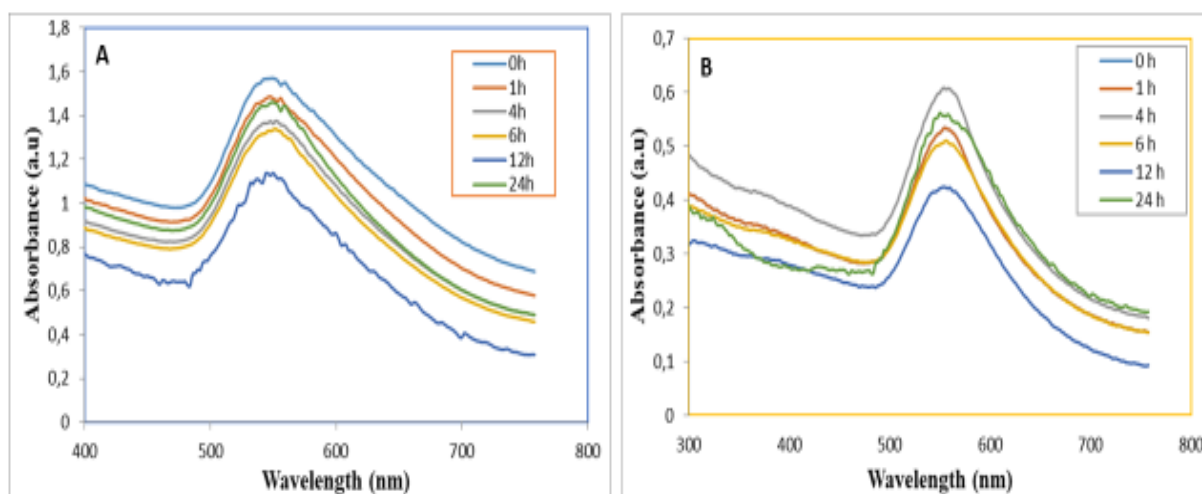 A
1,8
1,6
1,4
1,2
1
0,8
0,6
0,4
0,2
0
400 500 600 700 800
Absorbance (a.u)
Wavelength (nm)
0h
1h
4h
6h
12h
24h
B
0,7
0,6
0,5
0,4
0,3
0,2
0,1
0
300 400 500 600 700 800
Absorbance (a.u)
Wavelength (nm)
0 h
1 h
4 h
6 h
12 h
24 h